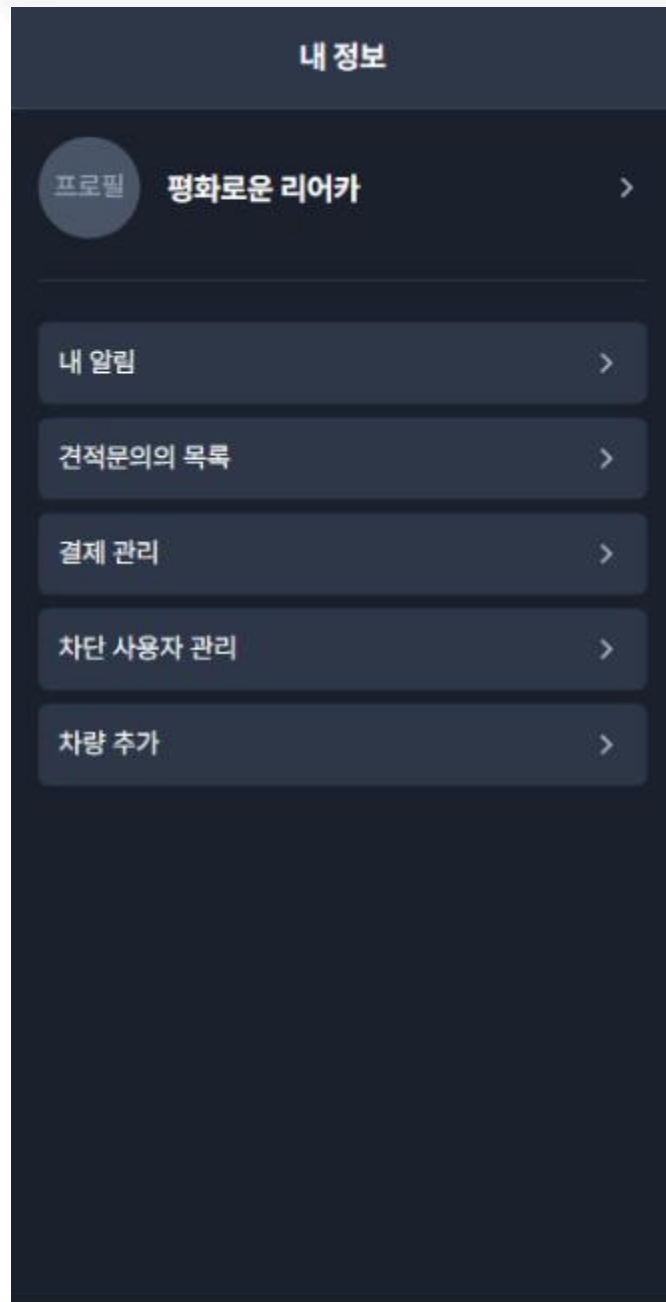 내 정보
프로필
평화로운 리어카
내 알림
견적문의의 목록
결제 관리
차단 사용자 관리
차량 추가